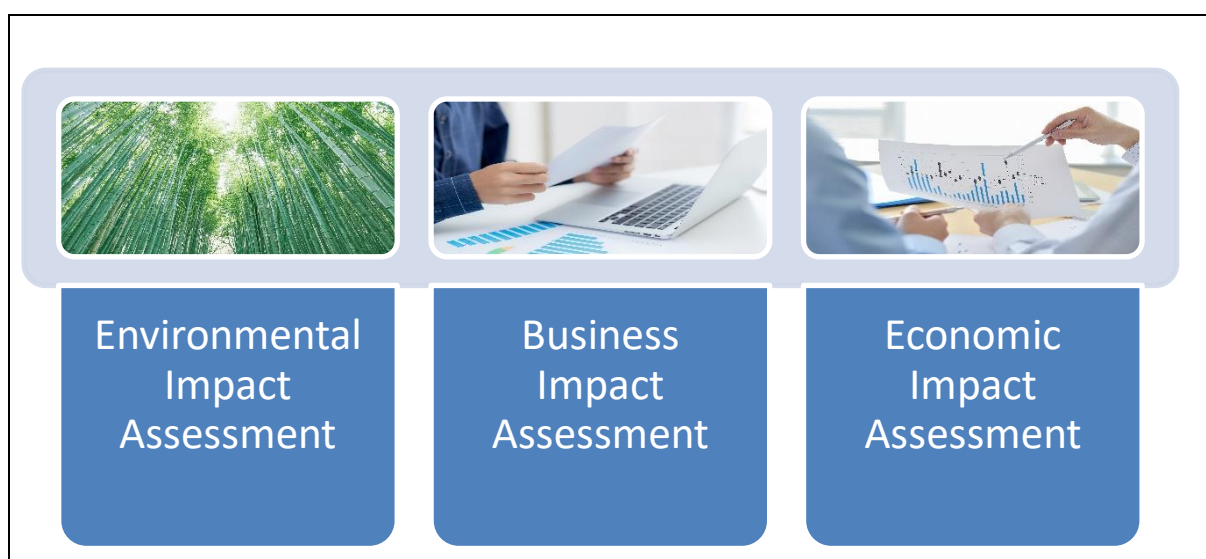 Environmental
Impact
Assessment
Business
Impact
Assessment
Economic
Impact
Assessment